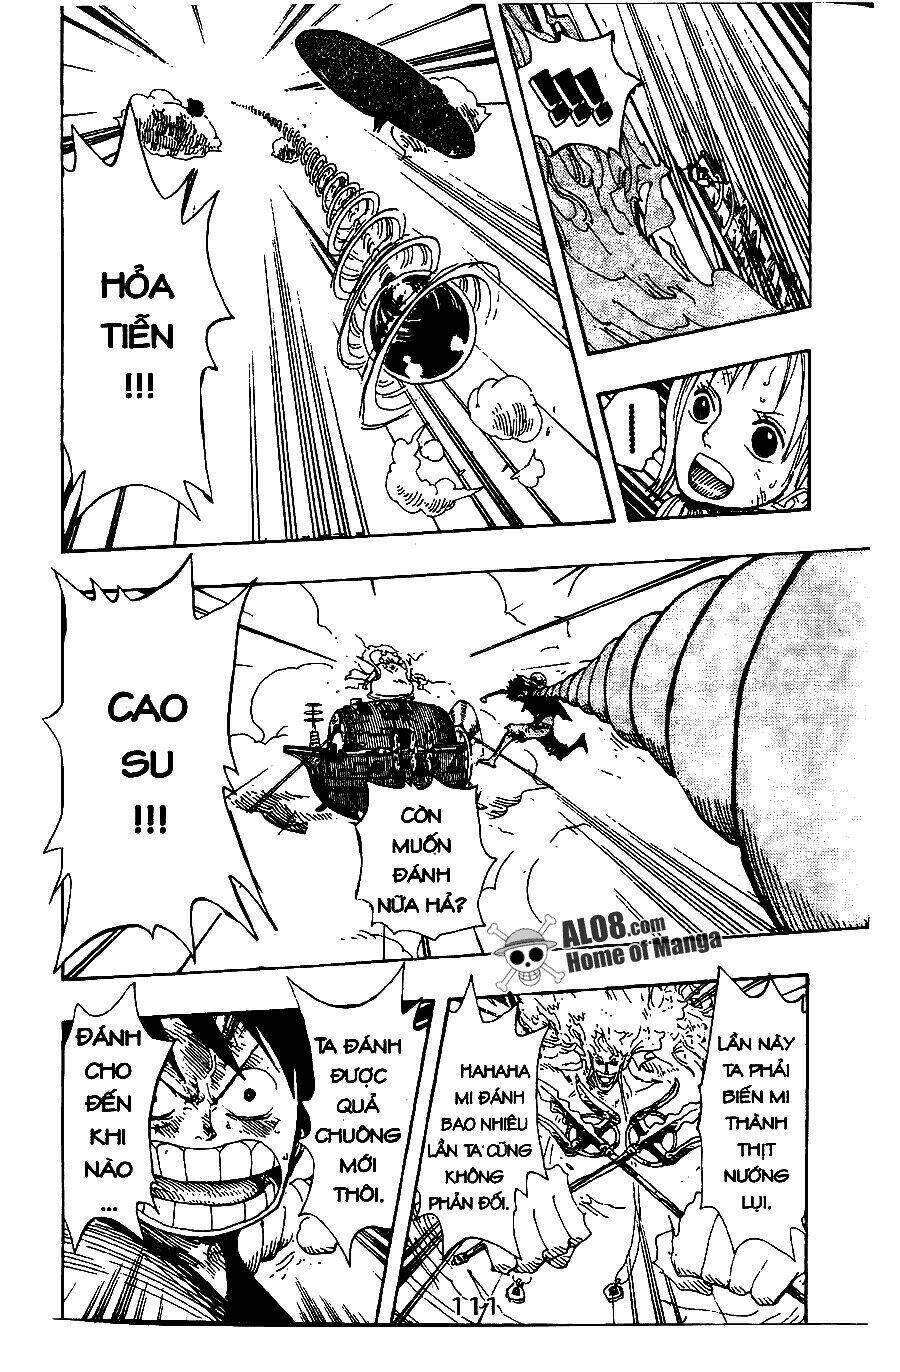 HỎA
TIỄN
!!!
!!!
CAO
SU
!!!
CÒN
MUỐN
ĐÁNH
NỮA HẢ?
AL08.com
Home of Manga
ĐÁNH
CHO
ĐẾN
KHI
NÀO
...
TA ĐÁNH
ĐƯỢC
QUẢ
CHUÔNG
MỚI
THÔI.
HAHAHA
MI ĐÁNH
BAO NHIÊU
LẦN TA CŨNG
KHÔNG
PHẢN ĐỐI.
LẦN NÀY
TA PHẢI
BIẾN MI
THÀNH
THỊT
NƯỚNG
LỤI.
111